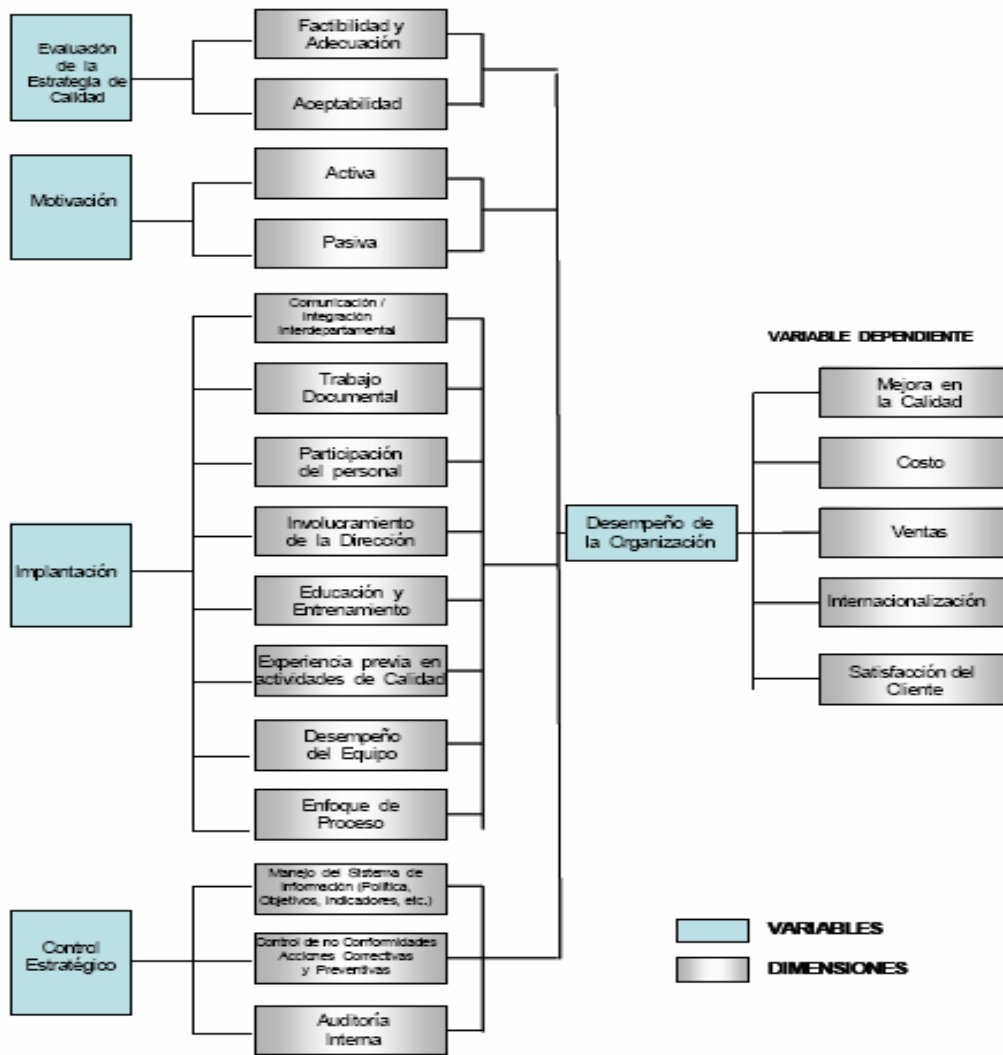 Evaluación
de la
Estrategia de
Calidad
Factibilidad y
Adecuación
Aceptabilidad
Motivación
Activa
Pasiva
Implantación
Comunicación /
Integración
Interdepartamental
Trabajo
Documental
Participación
del personal
Involucramiento
de la Dirección
Educación y
Entrenamiento
Experiencia previa en
actividades de Calidad
Desempeño
del Equipo
Enfoque de
Proceso
Control
Estratégico
Manejo del Sistema de
Información (Política,
Objetivos, Indicadores, etc.)
Control de no Conformidades
Acciones Correctivas
y Preventivas
Auditoría
Interna
Desempeño de
la Organización
VARIABLE DEPENDIENTE
Mejora en
la Calidad
Costo
Ventas
Internacionalización
Satisfacción del
Cliente
VARIABLES
DIMENSIONES